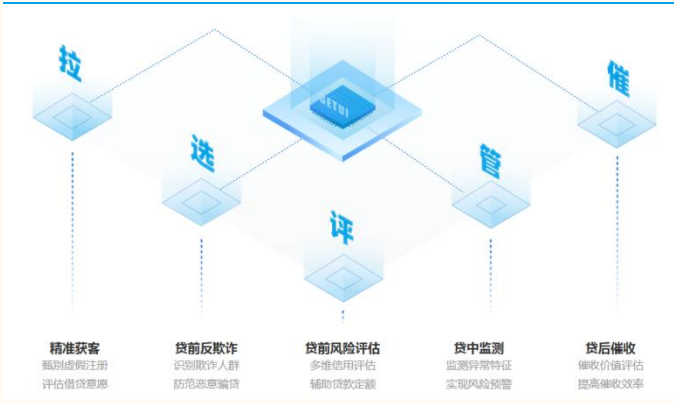 拉
选
评
管
催
GETUI
精准获客
甄别虚假注册
评估借贷意愿
贷前反欺诈
识别欺诈人群
防范恶意骗贷
贷前风险评估
多维信用评估
辅助贷款定额
贷中监测
监测异常特征
实现风险预警
贷后催收
催收价值评估
提高催收效率